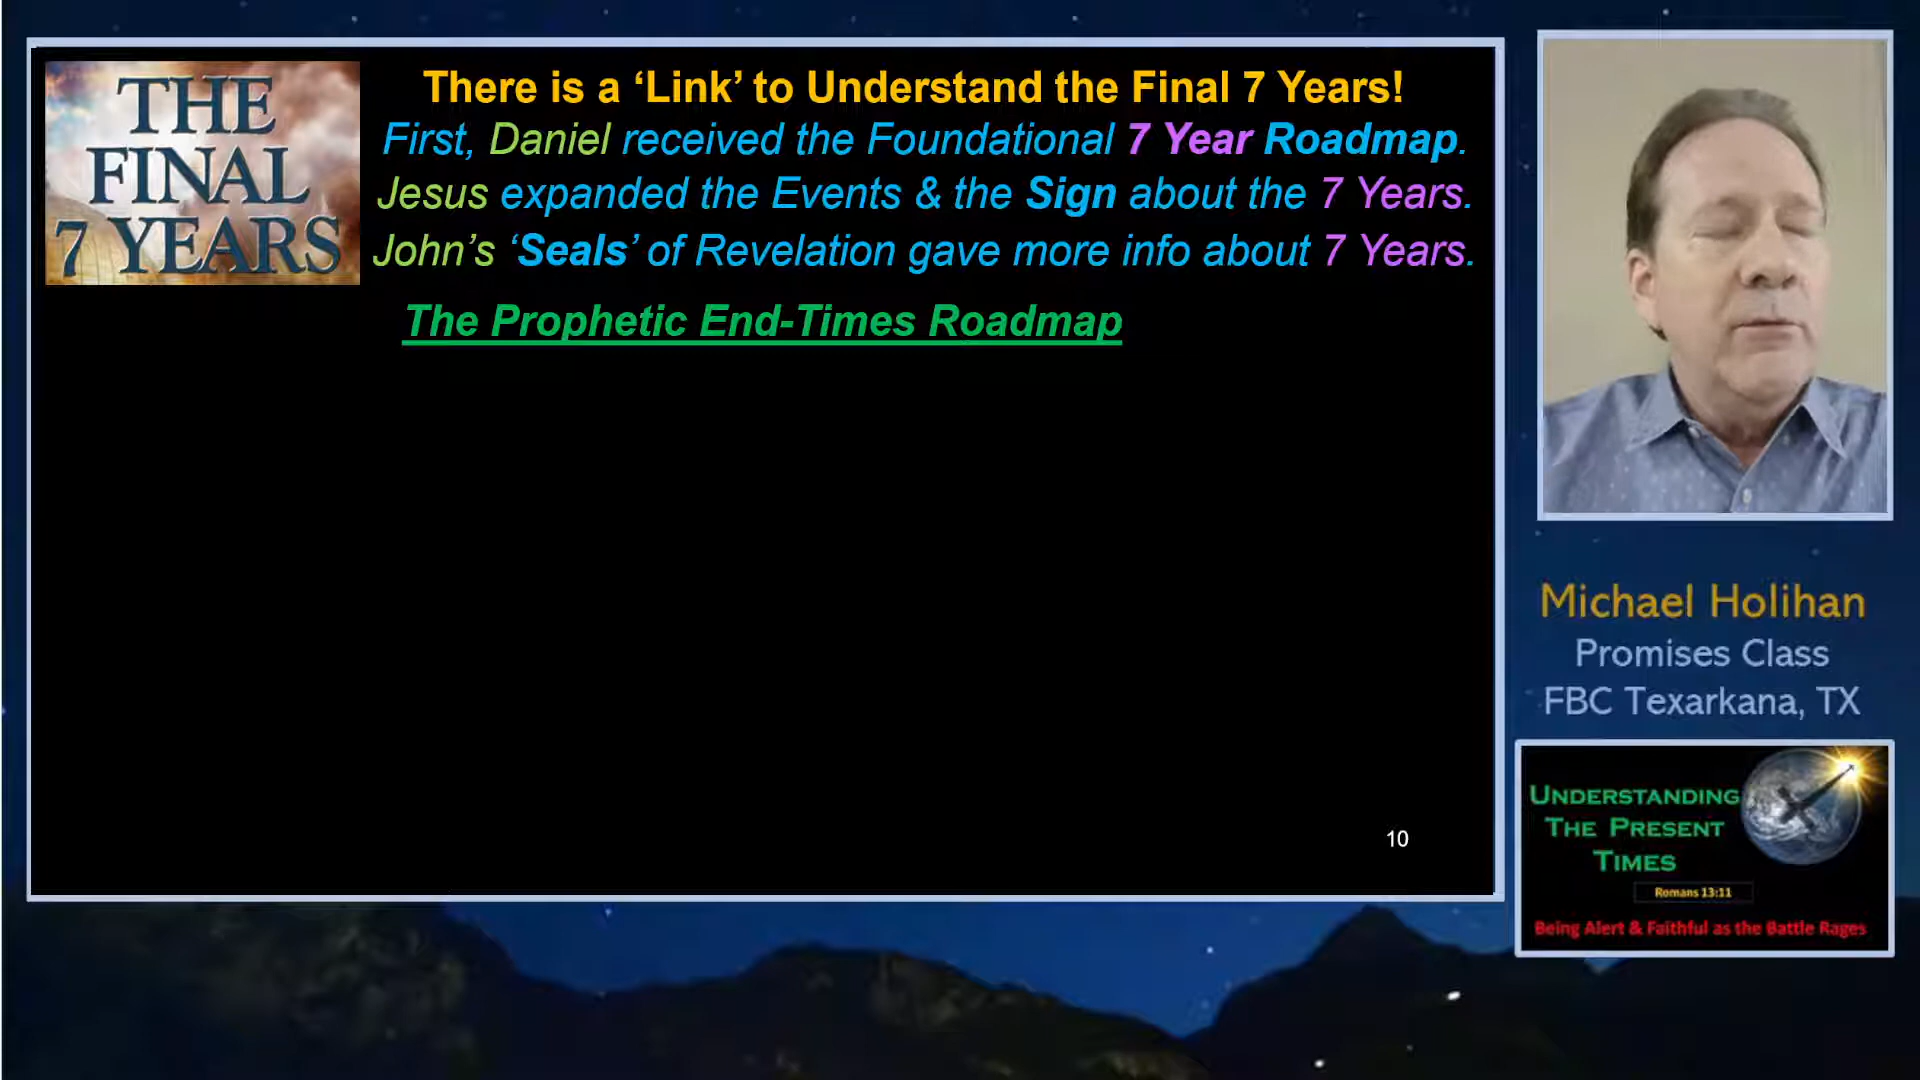 THE
FINAL
7 YEARS
There is a ‘Link’ to Understand the Final 7 Years!
First, Daniel received the Foundational 7 Year Roadmap.
Jesus expanded the Events & the Sign about the 7 Years.
John’s ‘Seals’ of Revelation gave more info about 7 Years.
The Prophetic End-Times Roadmap
10
Michael Holihan
Promises Class
FBC Texarkana, TX
UNDERSTANDING
THE PRESENT
TIMES
Romans 13:11
Being Alert & Faithful as the Battle Rages